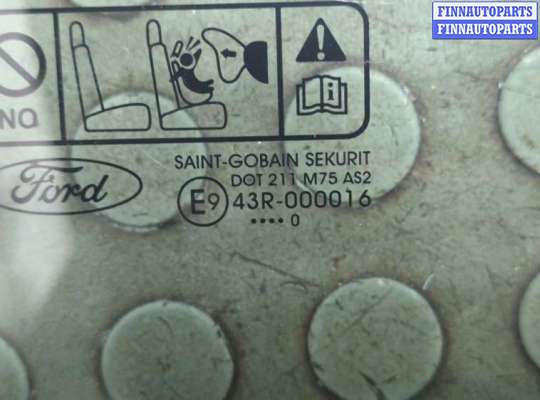 FINNAUTOPARTS
FINNAUTOPARTS
NO
Ford
SAINT-GOBAIN SEKURIT
DOT 211 M75 AS2
E9 43R-000016
•••• 0